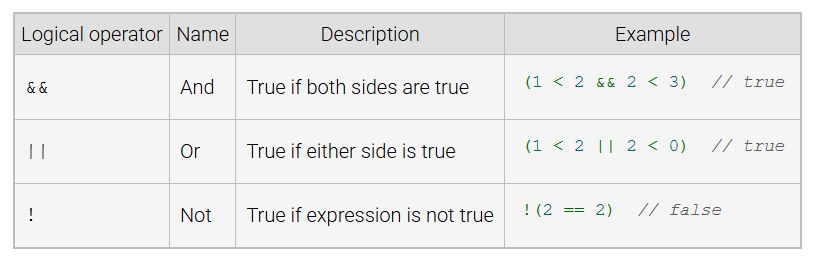 Logical operator Name Description Example
&& And True if both sides are true (1 < 2 && 2 < 3) // true
|| Or True if either side is true (1 < 2 || 2 < 0) // true
! Not True if expression is not true !(2 == 2) // false